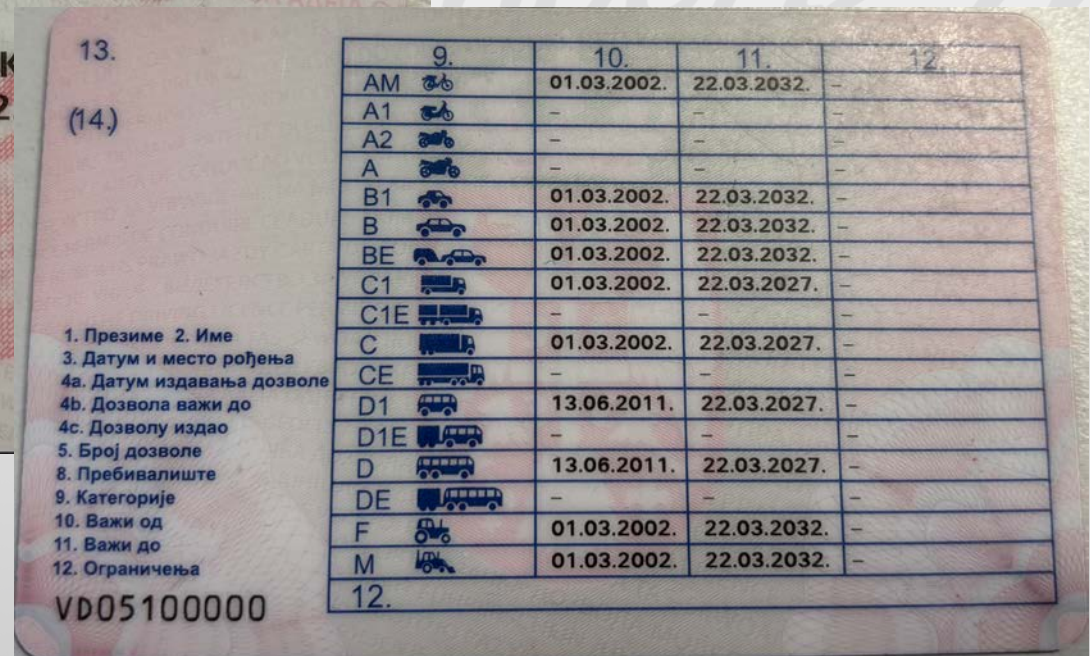 13.
(14.)
9. 10. 11. 12.
AM 01.03.2002. 22.03.2032. –
A1 – – –
A2 – – –
A – – –
B1 01.03.2002. 22.03.2032. –
B 01.03.2002. 22.03.2032. –
BE 01.03.2002. 22.03.2032. –
C1 01.03.2002. 22.03.2027. –
C1E – – –
C 01.03.2002. 22.03.2027. –
CE – – –
D1 13.06.2011. 22.03.2027. –
D1E – – –
D 13.06.2011. 22.03.2027. –
DE – – –
F 01.03.2002. 22.03.2032. –
M 01.03.2002. 22.03.2032. –
12.
1. Презиме 2. Име
3. Датум и место рођења
4a. Датум издавања дозволе
4b. Дозвола важи до
4c. Дозволу издао
5. Број дозволе
8. Пребивалиште
9. Категорије
10. Важи од
11. Важи до
12. Ограничења
VD05100000